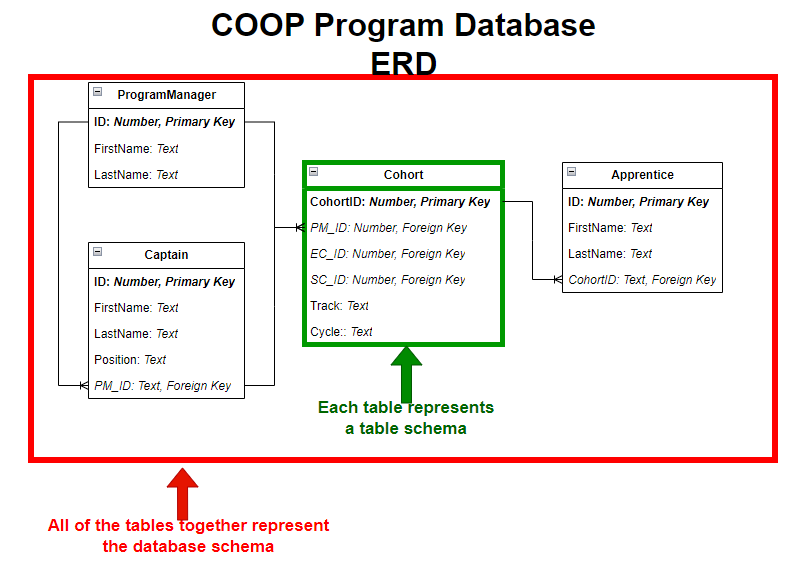 COOP Program Database
ERD
ProgramManager
ID: Number, Primary Key
FirstName: Text
LastName: Text
Captain
ID: Number, Primary Key
FirstName: Text
LastName: Text
Position: Text
PM_ID: Text, Foreign Key
Cohort
CohortID: Number, Primary Key
PM_ID: Number, Foreign Key
EC_ID: Number, Foreign Key
SC_ID: Number, Foreign Key
Track: Text
Cycle:: Text
Apprentice
ID: Number, Primary Key
FirstName: Text
LastName: Text
CohortID: Text, Foreign Key
Each table represents
a table schema
All of the tables together represent
the database schema